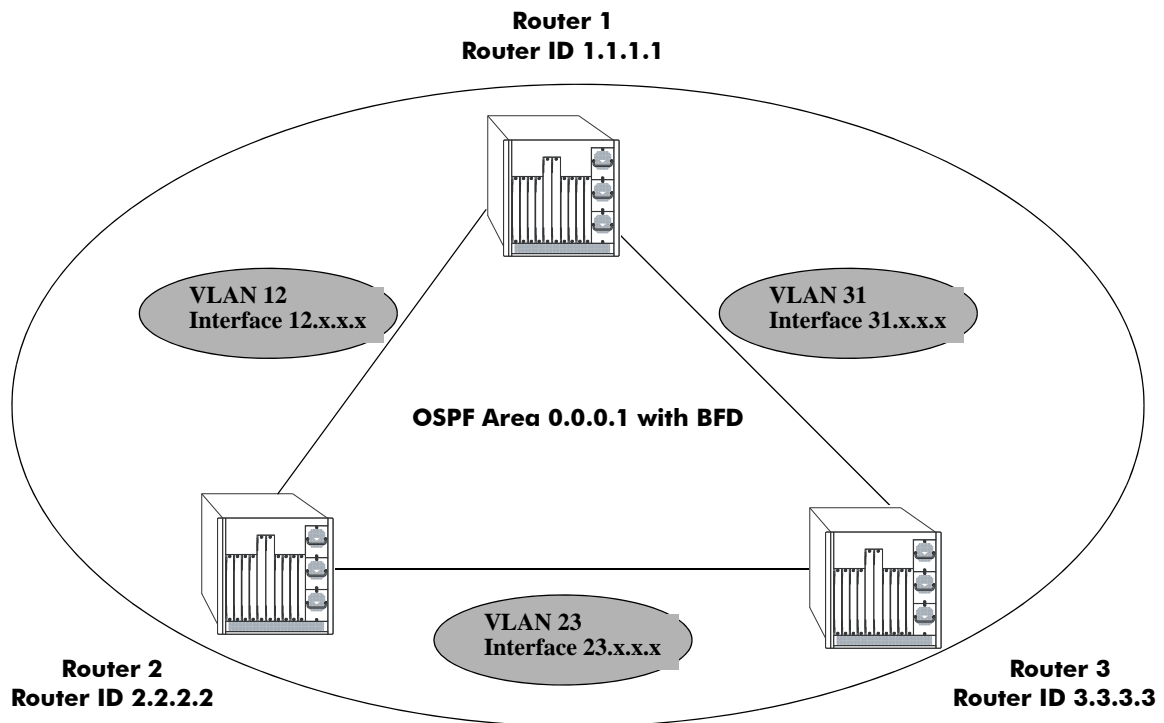 Router 1
Router ID 1.1.1.1
VLAN 12
Interface 12.x.x.x
VLAN 31
Interface 31.x.x.x
OSPF Area 0.0.0.1 with BFD
VLAN 23
Interface 23.x.x.x
Router 2
Router ID 2.2.2.2
Router 3
Router ID 3.3.3.3